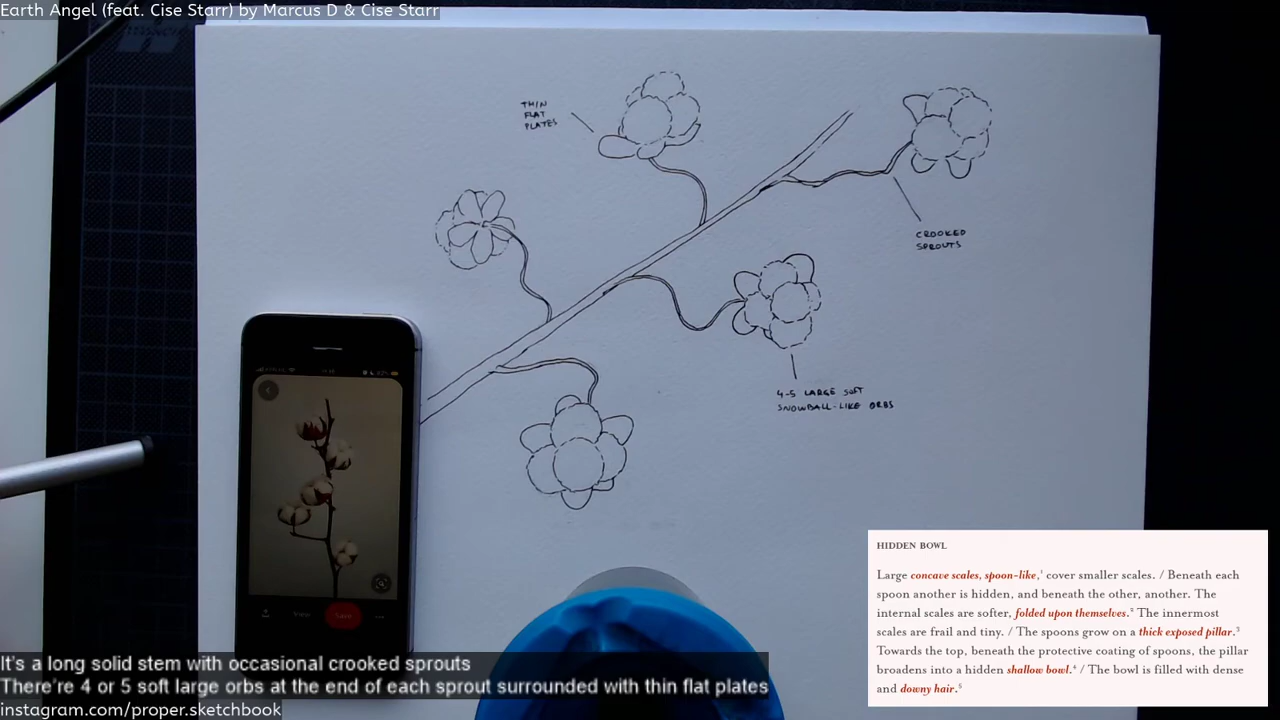 Earth Angel (feat. Cise Starr) by Marcus D & Cise Starr
THIN
FLAT
PLATES
CROOKED
SPROUTS
4-5 LARGE SOFT
SNOWBALL-LIKE ORBS
Save
HIDDEN BOWL
Large concave scales, spoon-like,¹ cover smaller scales. / Beneath each
spoon another is hidden, and beneath the other, another. The
internal scales are softer, folded upon themselves.² The innermost
scales are frail and tiny. / The spoons grow on a thick exposed pillar.³
Towards the top, beneath the protective coating of spoons, the pillar
broadens into a hidden shallow bowl.⁴ / The bowl is filled with dense
and downy hair.⁵
It's a long solid stem with occasional crooked sprouts
There're 4 or 5 soft large orbs at the end of each sprout surrounded with thin flat plates
instagram.com/proper.sketchbook